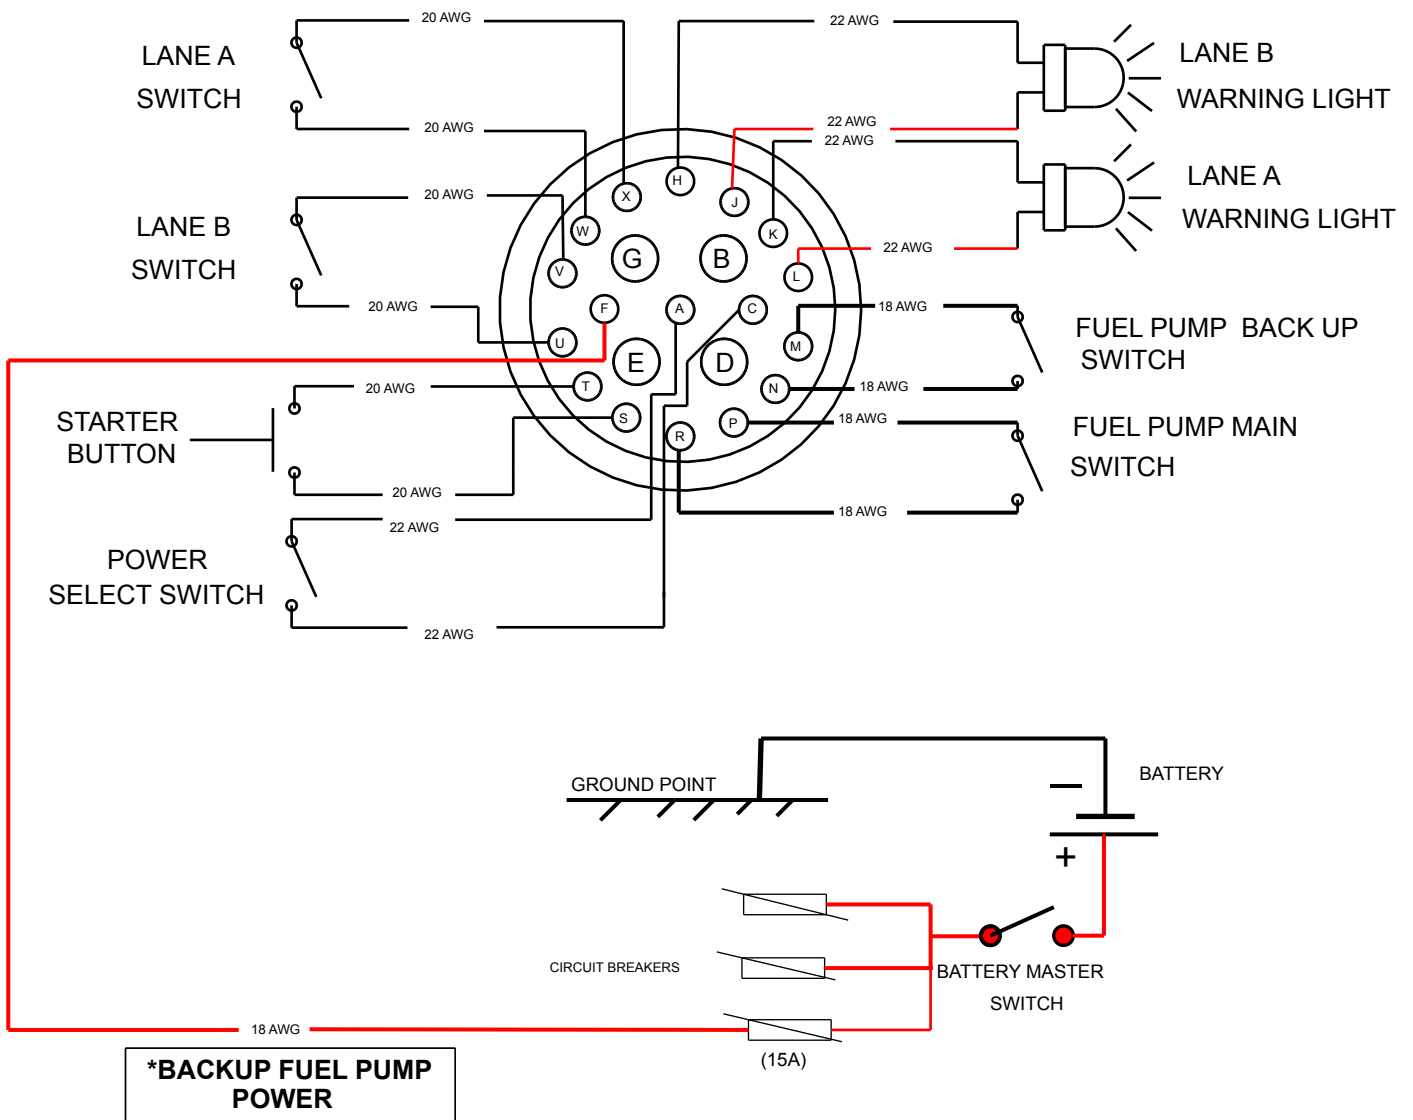 20 AWG
22 AWG
LANE A
SWITCH
LANE B
WARNING LIGHT
20 AWG
22 AWG
22 AWG
LANE A
WARNING LIGHT
20 AWG
22 AWG
LANE B
SWITCH
20 AWG
H
X
J
W
K
G
B
V
L
F
A
C
U
M
E
D
T
N
S
P
R
18 AWG
FUEL PUMP BACK UP
SWITCH
18 AWG
20 AWG
STARTER
BUTTON
20 AWG
18 AWG
FUEL PUMP MAIN
SWITCH
18 AWG
22 AWG
POWER
SELECT SWITCH
22 AWG
GROUND POINT
BATTERY
–
+
CIRCUIT BREAKERS
BATTERY MASTER
SWITCH
18 AWG
(15A)
*BACKUP FUEL PUMP
POWER